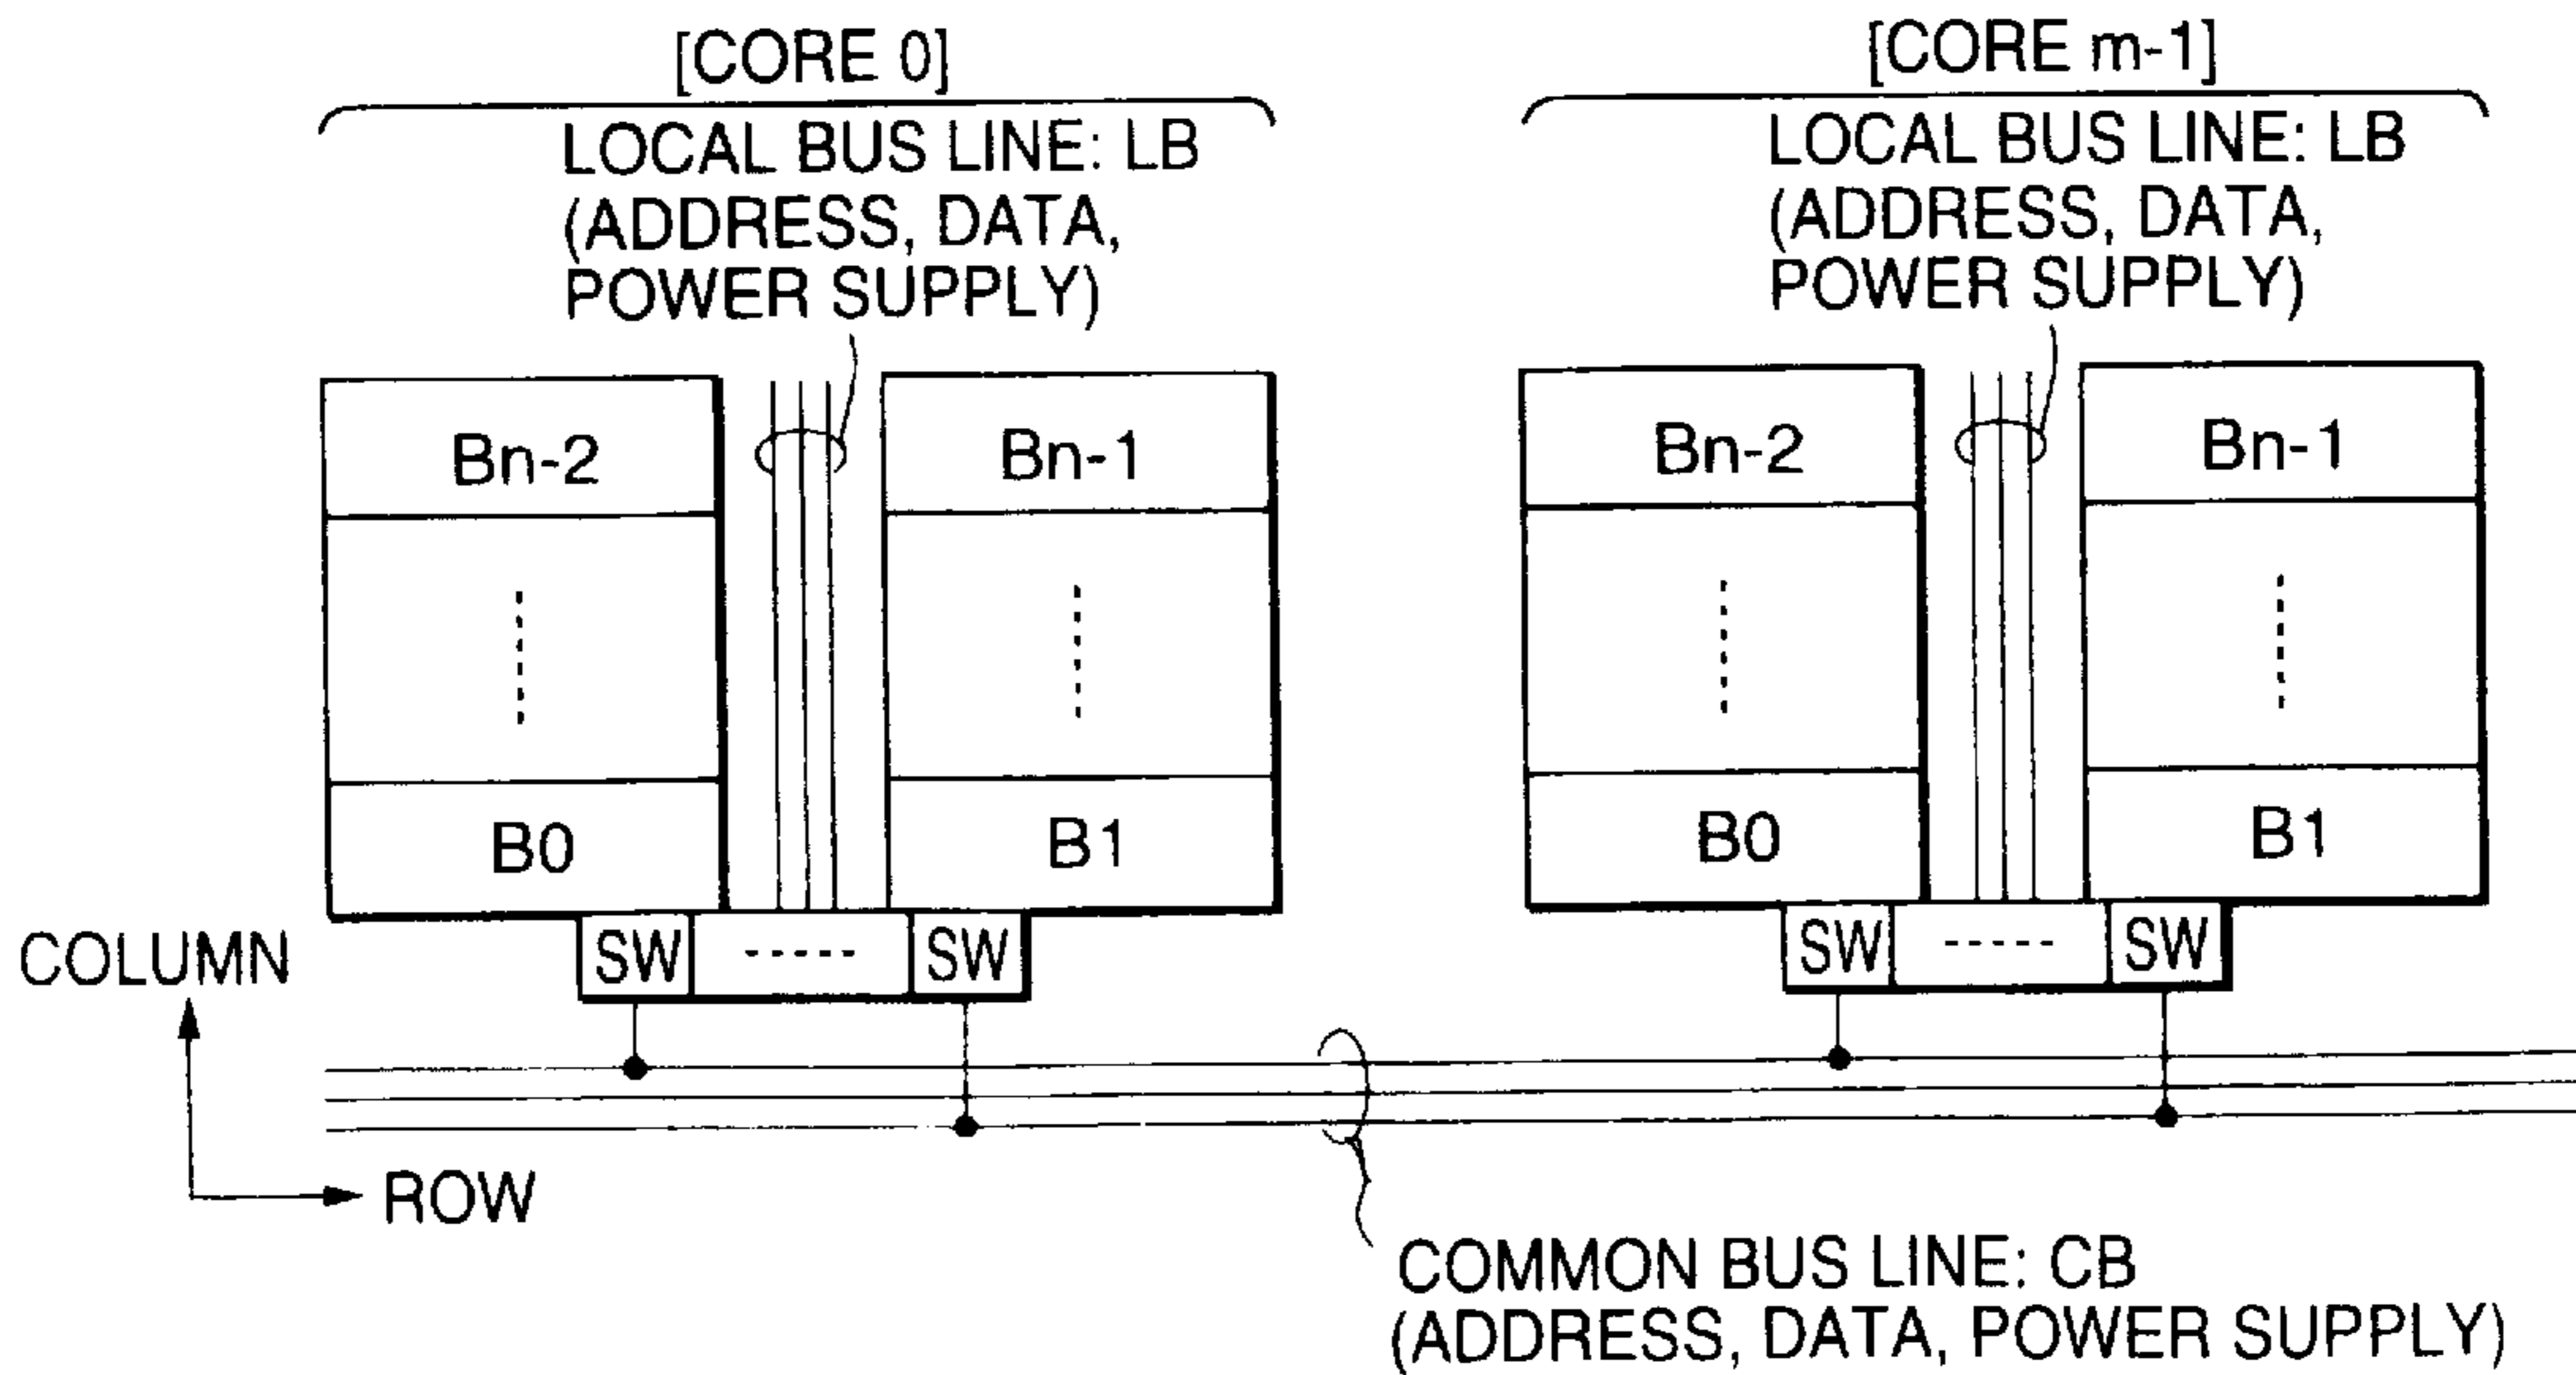 [CORE 0]
LOCAL BUS LINE: LB
(ADDRESS, DATA,
POWER SUPPLY)
Bn-2
Bn-1
B0
B1
SW
SW
[CORE m-1]
LOCAL BUS LINE: LB
(ADDRESS, DATA,
POWER SUPPLY)
Bn-2
Bn-1
B0
B1
SW
SW
COLUMN
ROW
COMMON BUS LINE: CB
(ADDRESS, DATA, POWER SUPPLY)